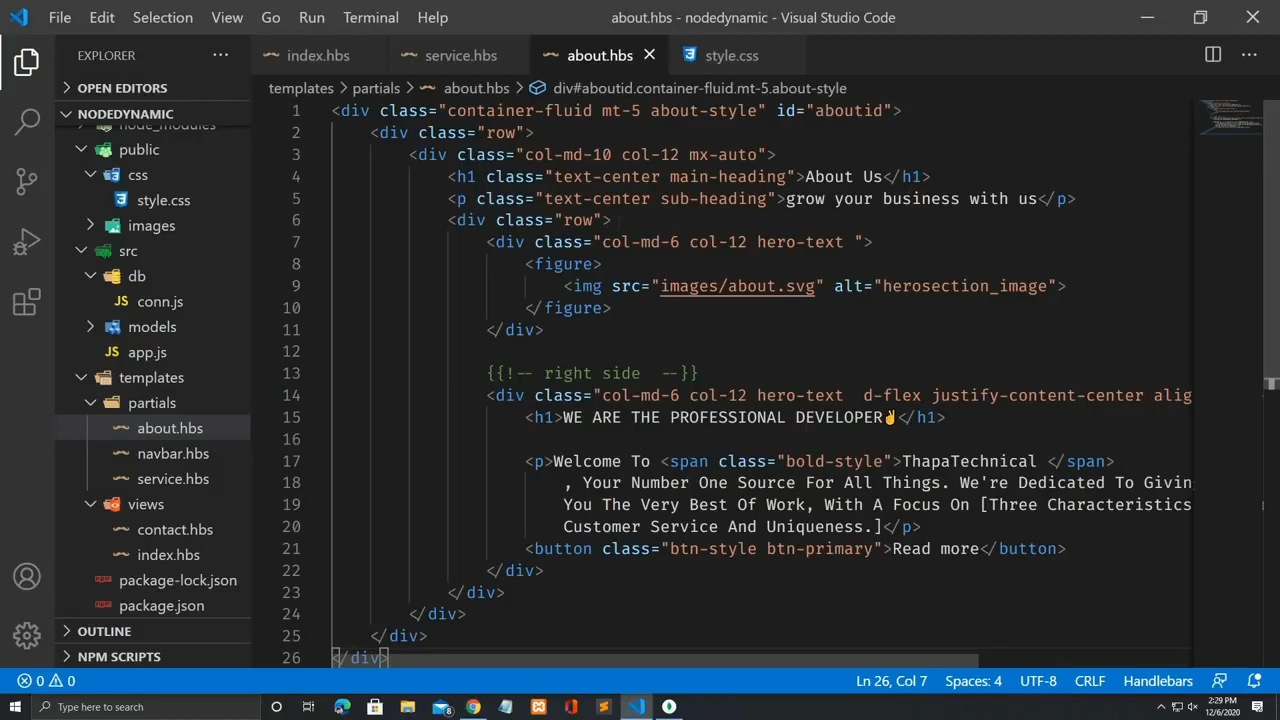 File Edit Selection View Go Run Terminal Help about.hbs - nodedynamic - Visual Studio Code
EXPLORER
index.hbs service.hbs about.hbs style.css
OPEN EDITORS
NODEDYNAMIC
node_modules
public
css
style.css
images
src
db
conn.js
models
app.js
templates
partials
about.hbs
navbar.hbs
service.hbs
views
contact.hbs
index.hbs
package-lock.json
package.json
OUTLINE
NPM SCRIPTS
templates > partials > about.hbs > div#aboutid.container-fluid.mt-5.about-style
1 <div class="container-fluid mt-5 about-style" id="aboutid">
2 <div class="row">
3 <div class="col-md-10 col-12 mx-auto">
4 <h1 class="text-center main-heading">About Us</h1>
5 <p class="text-center sub-heading">grow your business with us</p>
6 <div class="row">
7 <div class="col-md-6 col-12 hero-text ">
8 <figure>
9 <img src="images/about.svg" alt="herosection_image">
10 </figure>
11 </div>
12
13 {{!-- right side  --}}
14 <div class="col-md-6 col-12 hero-text  d-flex justify-content-center alig
15 <h1>WE ARE THE PROFESSIONAL DEVELOPER✌</h1>
16
17 <p>Welcome To <span class="bold-style">ThapaTechnical </span>
18 , Your Number One Source For All Things. We're Dedicated To Givin
19 You The Very Best Of Work, With A Focus On [Three Characteristics
20 Customer Service And Uniqueness.]</p>
21 <button class="btn-style btn-primary">Read more</button>
22 </div>
23 </div>
24 </div>
25 </div>
26 </div>
0 0 Ln 26, Col 7 Spaces: 4 UTF-8 CRLF Handlebars
Type here to search
8
2:29 PM
12/6/2020